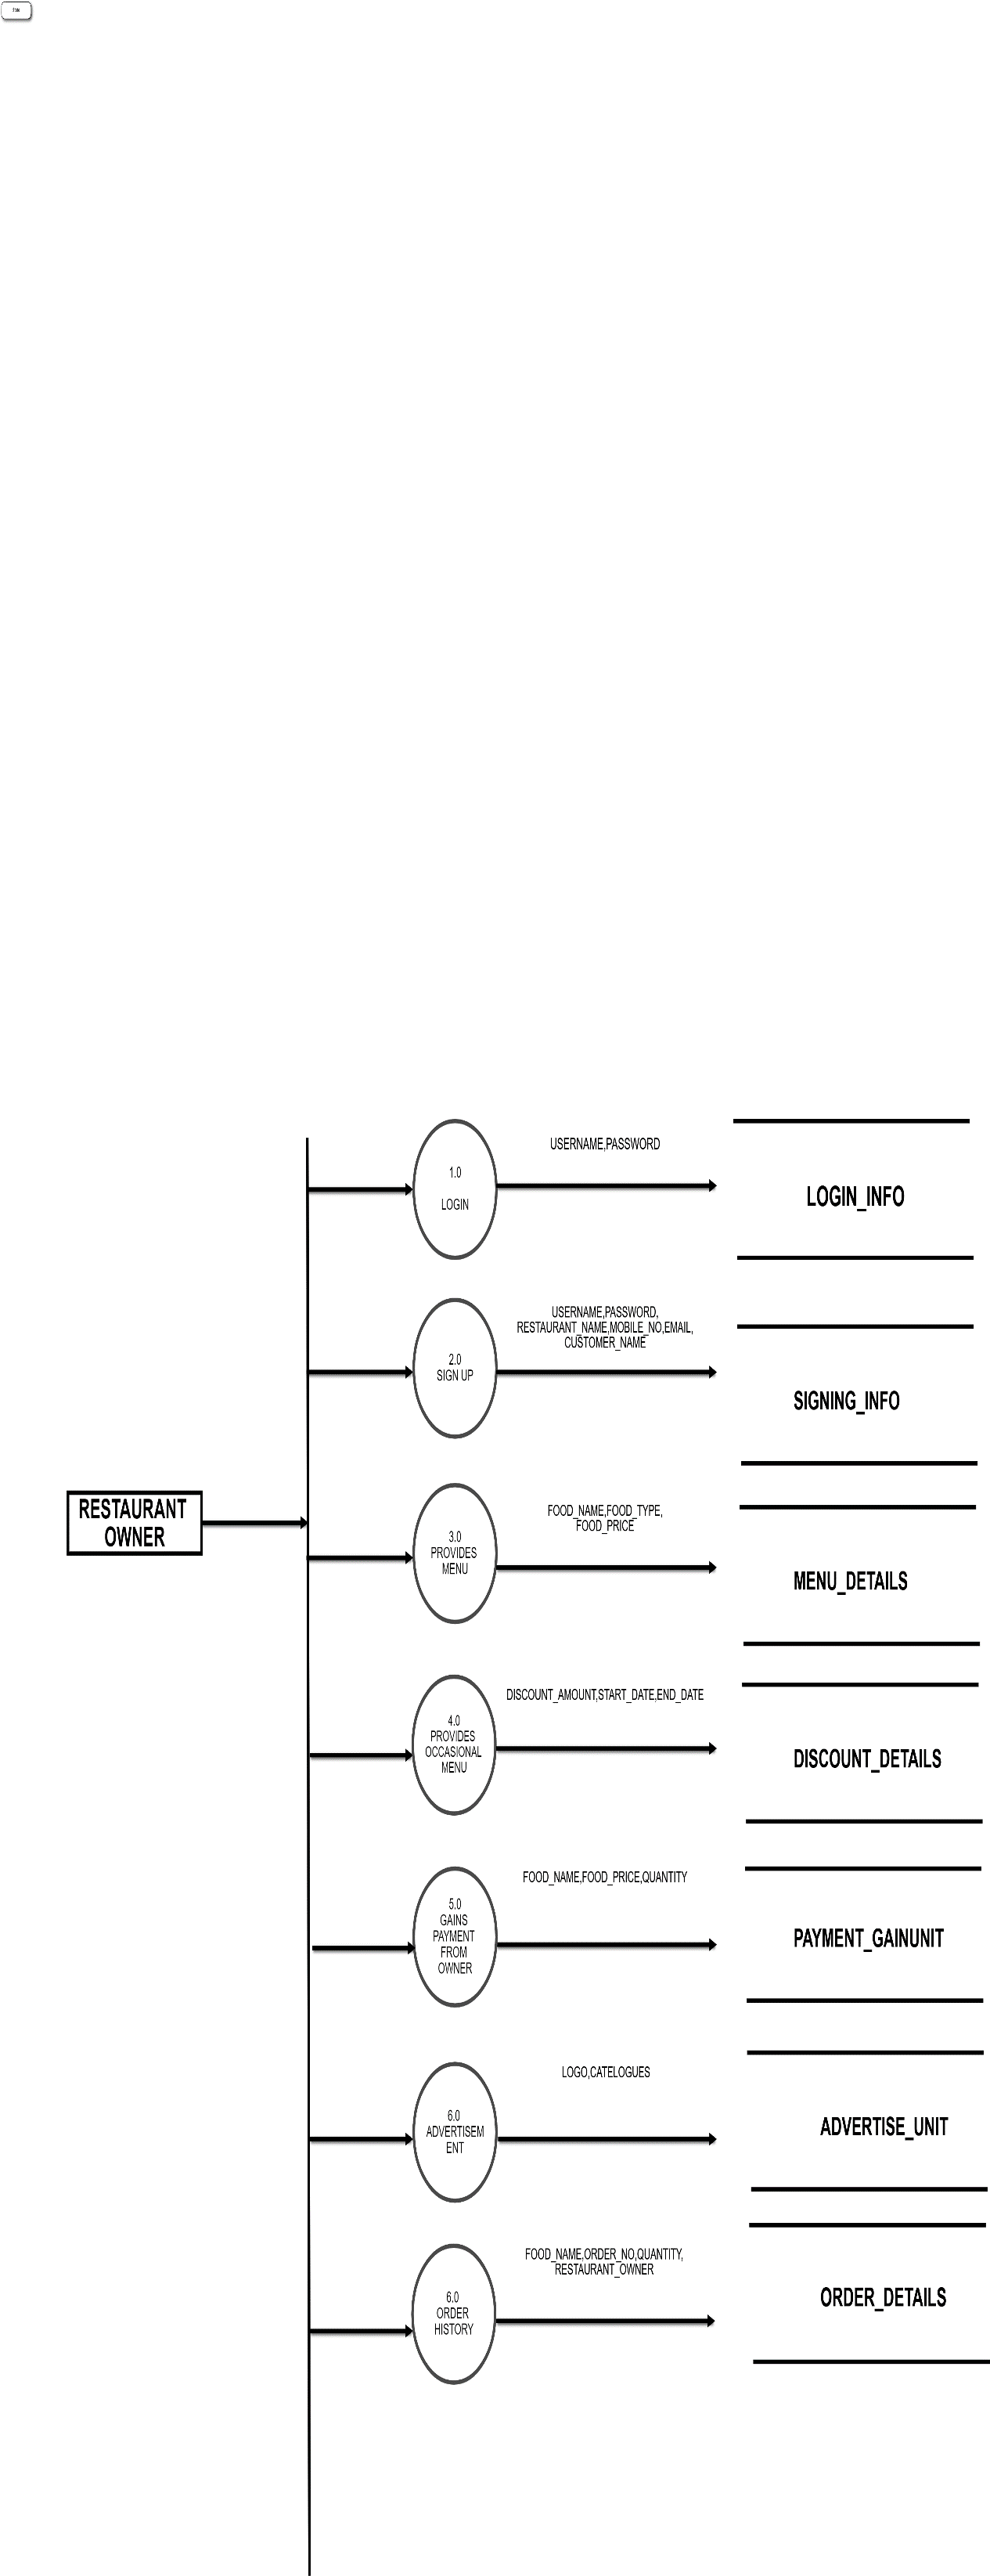 1.0
LOGIN
USERNAME,PASSWORD
LOGIN_INFO
2.0
SIGN UP
USERNAME,PASSWORD,
RESTAURANT_NAME,MOBILE_NO,EMAIL,
CUSTOMER_NAME
SIGNING_INFO
RESTAURANT
OWNER
3.0
PROVIDES
MENU
FOOD_NAME,FOOD_TYPE,
FOOD_PRICE
MENU_DETAILS
4.0
PROVIDES
OCCASIONAL
MENU
DISCOUNT_AMOUNT,START_DATE,END_DATE
DISCOUNT_DETAILS
5.0
GAINS
PAYMENT
FROM
OWNER
FOOD_NAME,FOOD_PRICE,QUANTITY
PAYMENT_GAINUNIT
6.0
ADVERTISEM
ENT
LOGO,CATELOGUES
ADVERTISE_UNIT
6.0
ORDER
HISTORY
FOOD_NAME,ORDER_NO,QUANTITY,
RESTAURANT_OWNER
ORDER_DETAILS